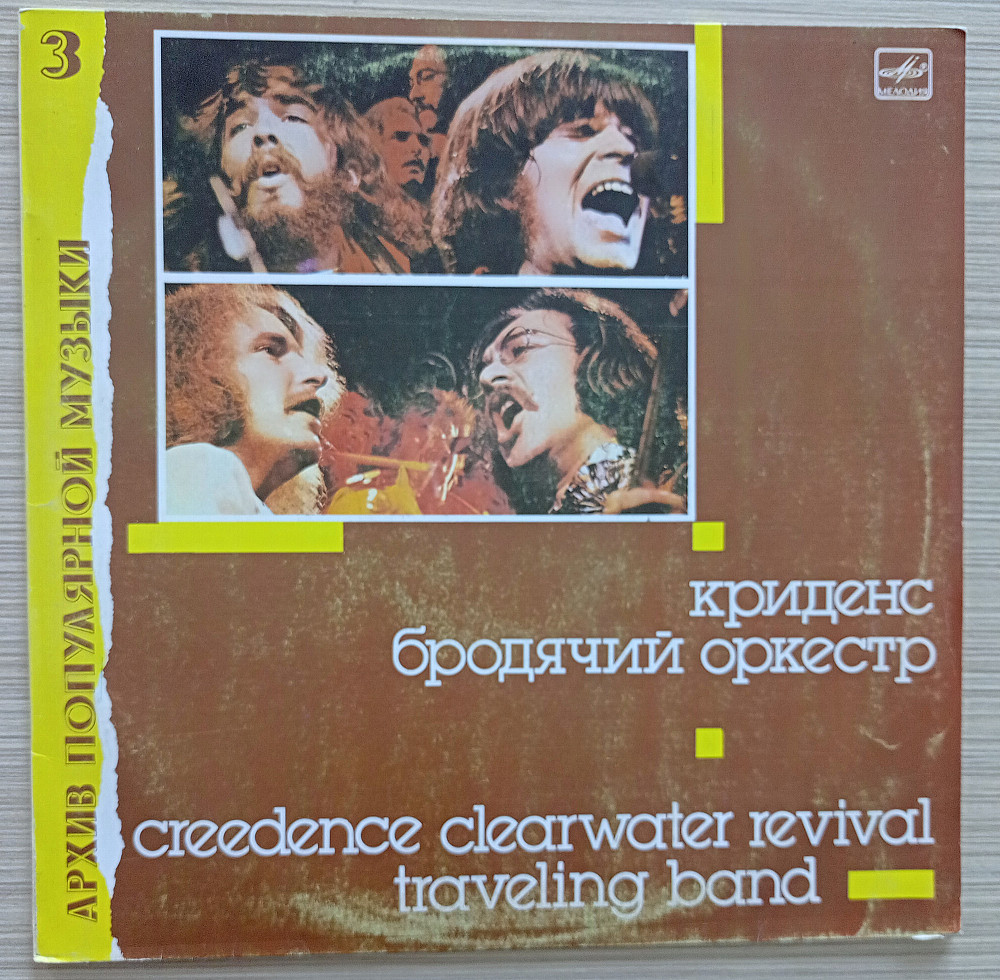 3
АРХИВ ПОПУЛЯРНОЙ МУЗЫКИ
МЕЛОДИЯ
криденс
бродячий оркестр
creedence clearwater revival
traveling band